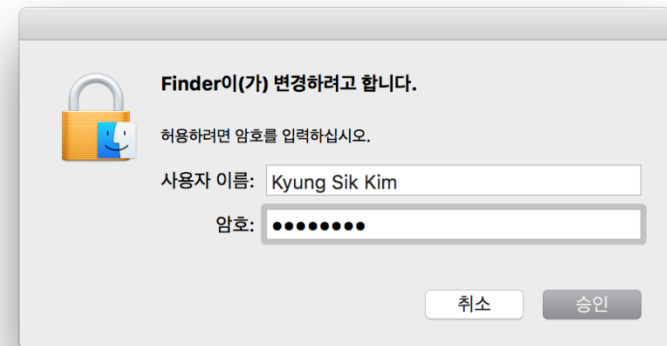 Finder이(가) 변경하려고 합니다.
허용하려면 암호를 입력하십시오.
사용자 이름: Kyung Sik Kim
암호: ●●●●●●●●
취소 승인